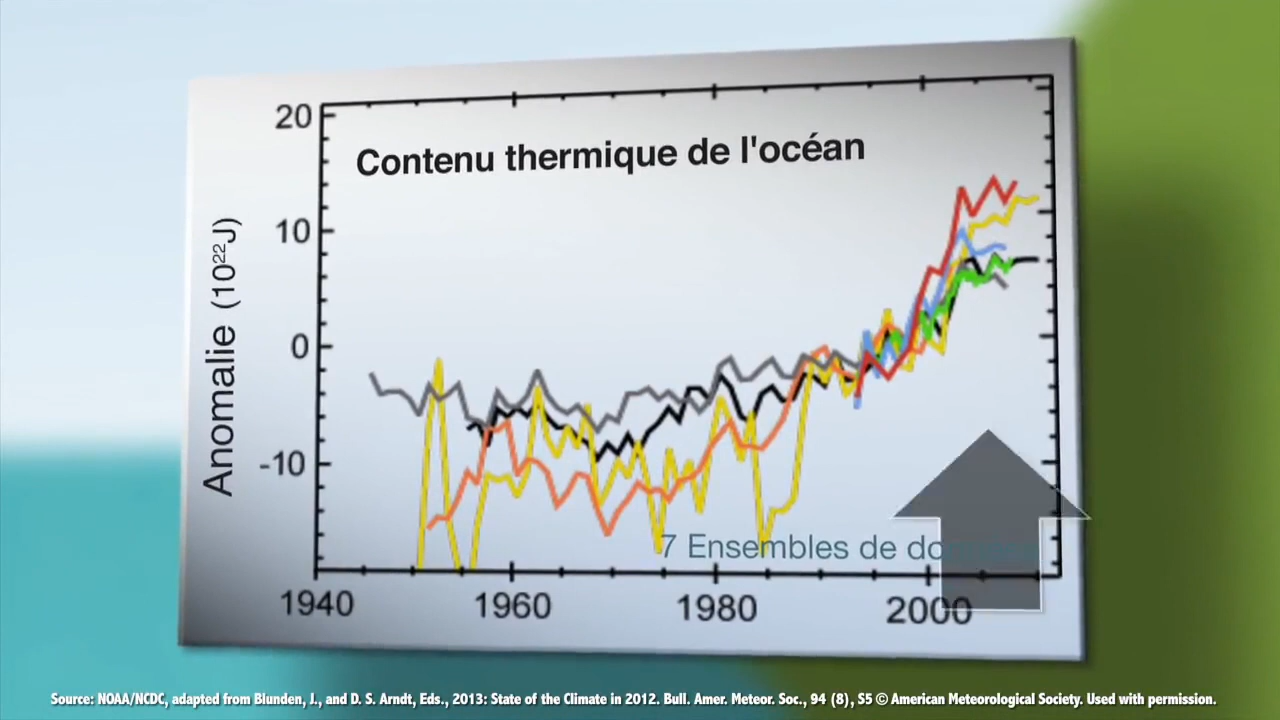 20
Contenu thermique de l'océan
10
Anomalie (10²²J)
0
-10
7 Ensembles de données
1940 1960 1980 2000
Source: NOAA/NCDC, adapted from Blunden, J., and D. S. Arndt, Eds., 2013: State of the Climate in 2012. Bull. Amer. Meteor. Soc., 94 (8), S5 © American Meteorological Society. Used with permission.